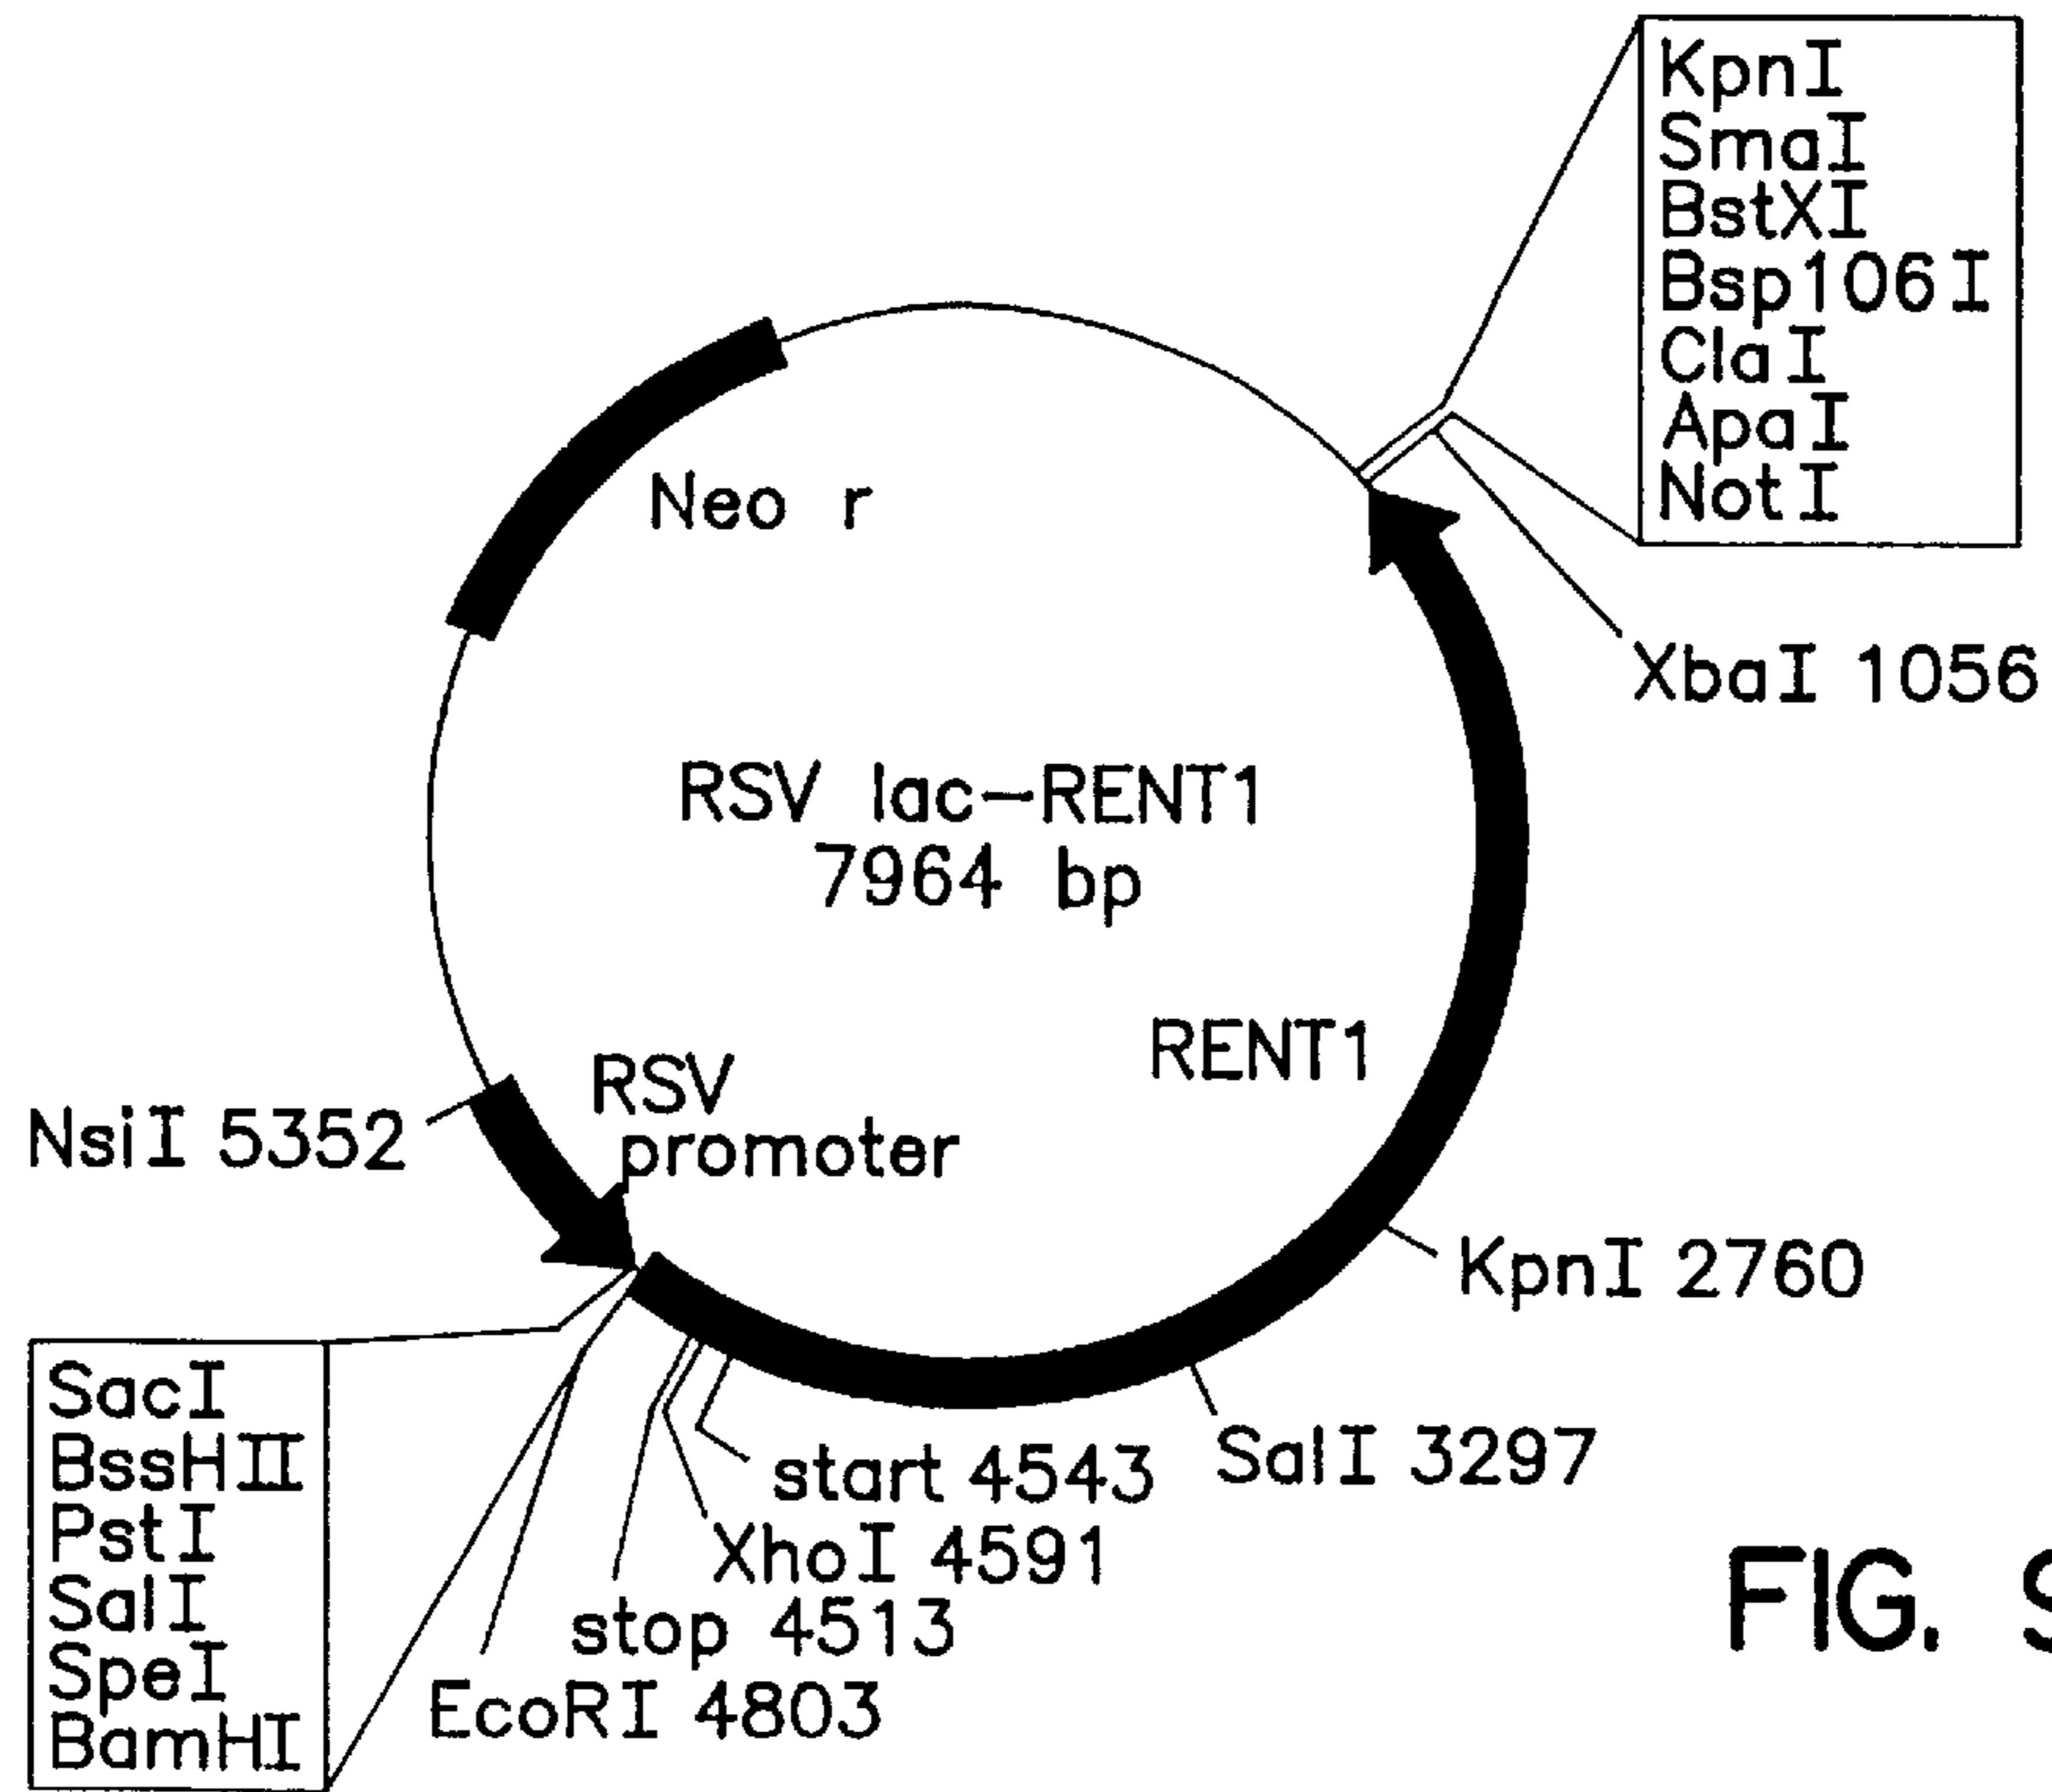 KpnI
SmaI
BstXI
Bsp106I
ClaI
ApaI
NotI
Neo r
XbaI 1056
RSV lac-RENT1
7964 bp
RENT1
RSV
promoter
NsiI 5352
KpnI 2760
SacI
BssHII
PstI
SalI
SpeI
BamHI
start 4543
SalI 3297
XhoI 4591
stop 4513
EcoRI 4803
FIG.